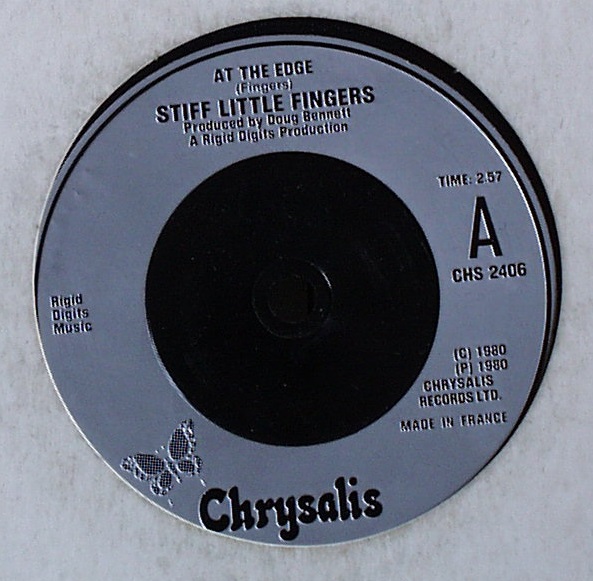 AT THE EDGE
(Fingers)
STIFF LITTLE FINGERS
Produced by Doug Bennett
A Rigid Digits Production
TIME: 2.57
A
CHS 2406
Rigid
Digits
Music
(C) 1980
(P) 1980
CHRYSALIS
RECORDS LTD.
MADE IN FRANCE
Chrysalis